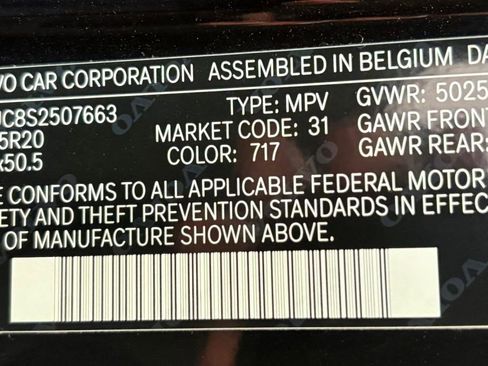 VO CAR CORPORATION ASSEMBLED IN BELGIUM DA
C8S2507663 TYPE: MPV GVWR: 5025
5R20 MARKET CODE: 31 GAWR FRONT
x50.5 COLOR: 717 GAWR REAR:
E CONFORMS TO ALL APPLICABLE FEDERAL MOTOR
FETY AND THEFT PREVENTION STANDARDS IN EFFEC
OF MANUFACTURE SHOWN ABOVE.